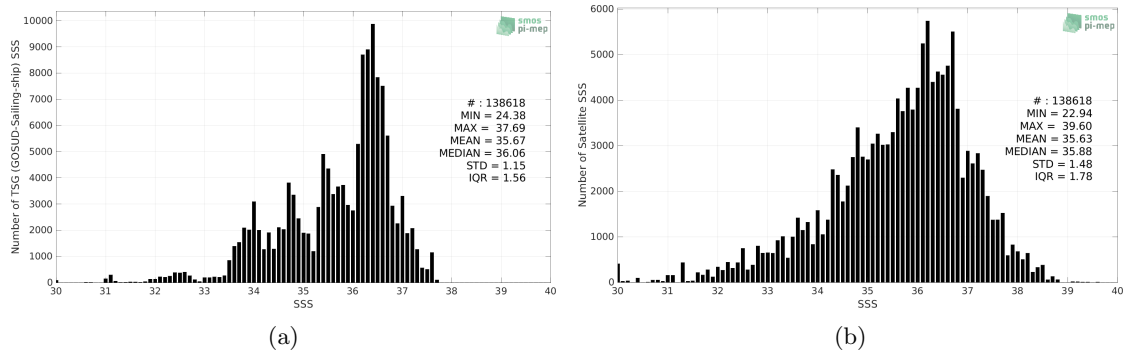 10000
9000
8000
7000
6000
5000
4000
3000
2000
1000
0
30 31 32 33 34 35 36 37 38 39 40
Number of TSG (GOSUD-Sailing-ship) SSS
SSS
smos
pi-mep
# : 138618
MIN = 24.38
MAX = 37.69
MEAN = 35.67
MEDIAN = 36.06
STD = 1.15
IQR = 1.56
(a)
6000
5000
4000
3000
2000
1000
0
30 31 32 33 34 35 36 37 38 39 40
Number of Satellite SSS
SSS
smos
pi-mep
# : 138618
MIN = 22.94
MAX = 39.60
MEAN = 35.63
MEDIAN = 35.88
STD = 1.48
IQR = 1.78
(b)